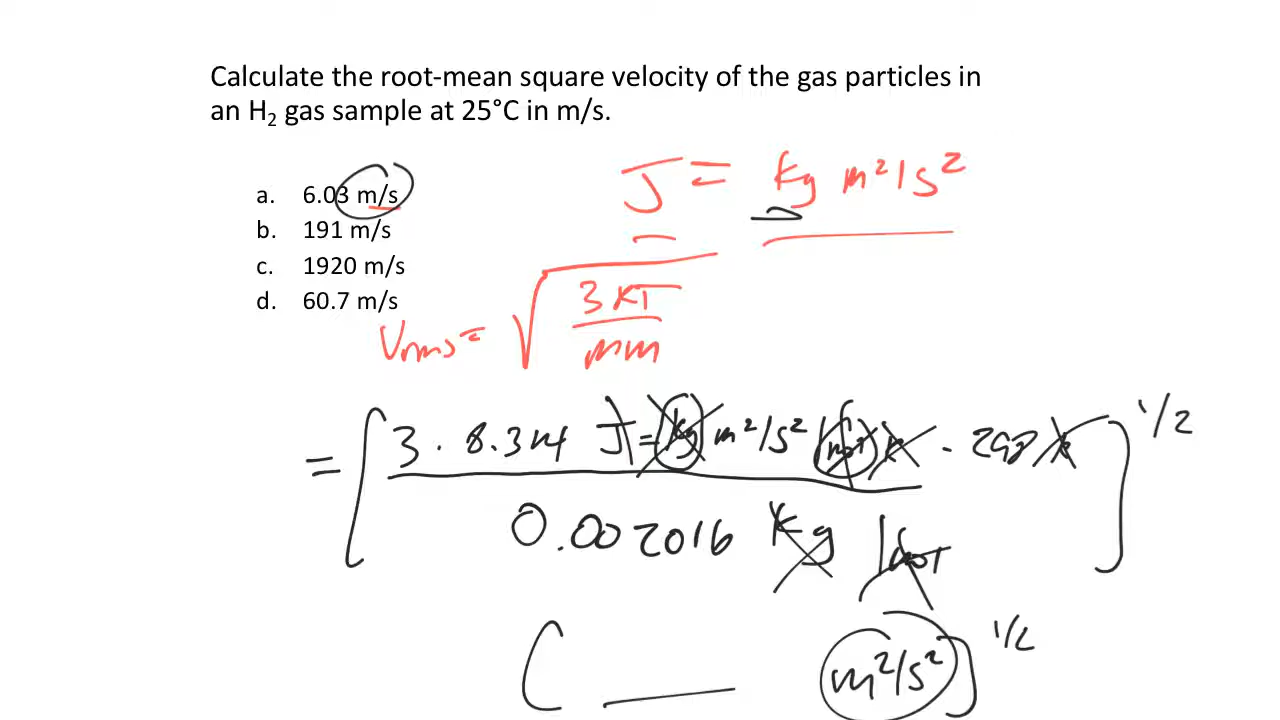 Calculate the root-mean square velocity of the gas particles in
an H₂ gas sample at 25°C in m/s.
a. 6.03 m/s
b. 191 m/s
c. 1920 m/s
d. 60.7 m/s
J = kg m²/s²
Vrms = √ 3KT
mm
= [ 3 · 8.314 J = kg m²/s² /mol K · 298 K ] 1/2
0.002016 kg /mol
( m²/s² ] 1/2